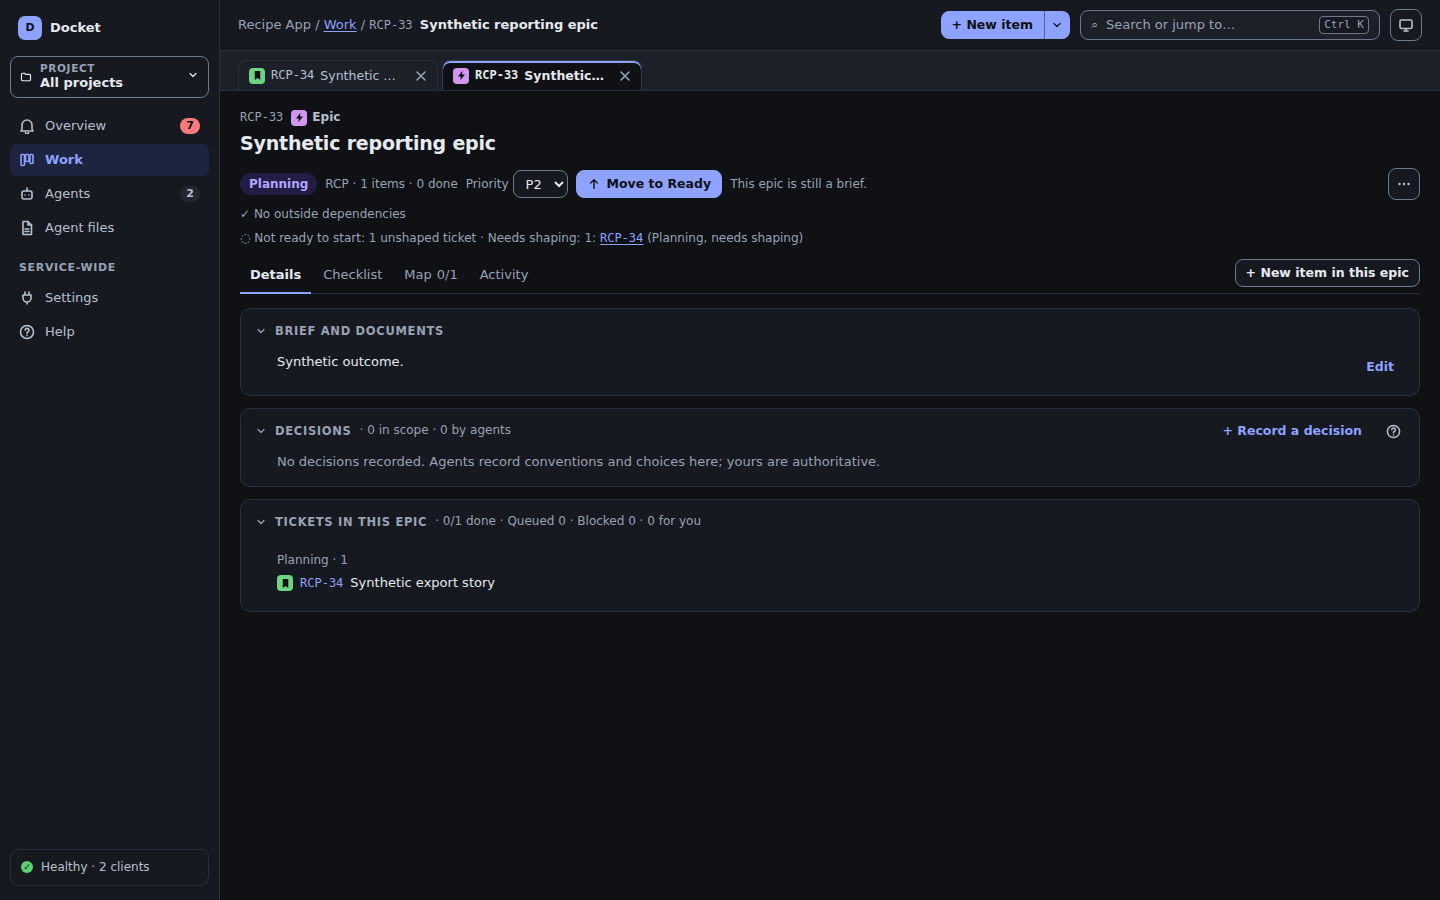 D Docket
PROJECT
All projects
Overview 7
Work
Agents 2
Agent files
SERVICE-WIDE
Settings
Help
Healthy · 2 clients
Recipe App / Work / RCP-33 Synthetic reporting epic
+ New item
Search or jump to… Ctrl K
RCP-34 Synthetic …
RCP-33 Synthetic…
RCP-33 Epic
Synthetic reporting epic
Planning RCP · 1 items · 0 done Priority P2 Move to Ready This epic is still a brief.
✓ No outside dependencies
Not ready to start: 1 unshaped ticket · Needs shaping: 1: RCP-34 (Planning, needs shaping)
Details Checklist Map 0/1 Activity
+ New item in this epic
BRIEF AND DOCUMENTS
Synthetic outcome.
Edit
DECISIONS · 0 in scope · 0 by agents
+ Record a decision
No decisions recorded. Agents record conventions and choices here; yours are authoritative.
TICKETS IN THIS EPIC · 0/1 done · Queued 0 · Blocked 0 · 0 for you
Planning · 1
RCP-34 Synthetic export story